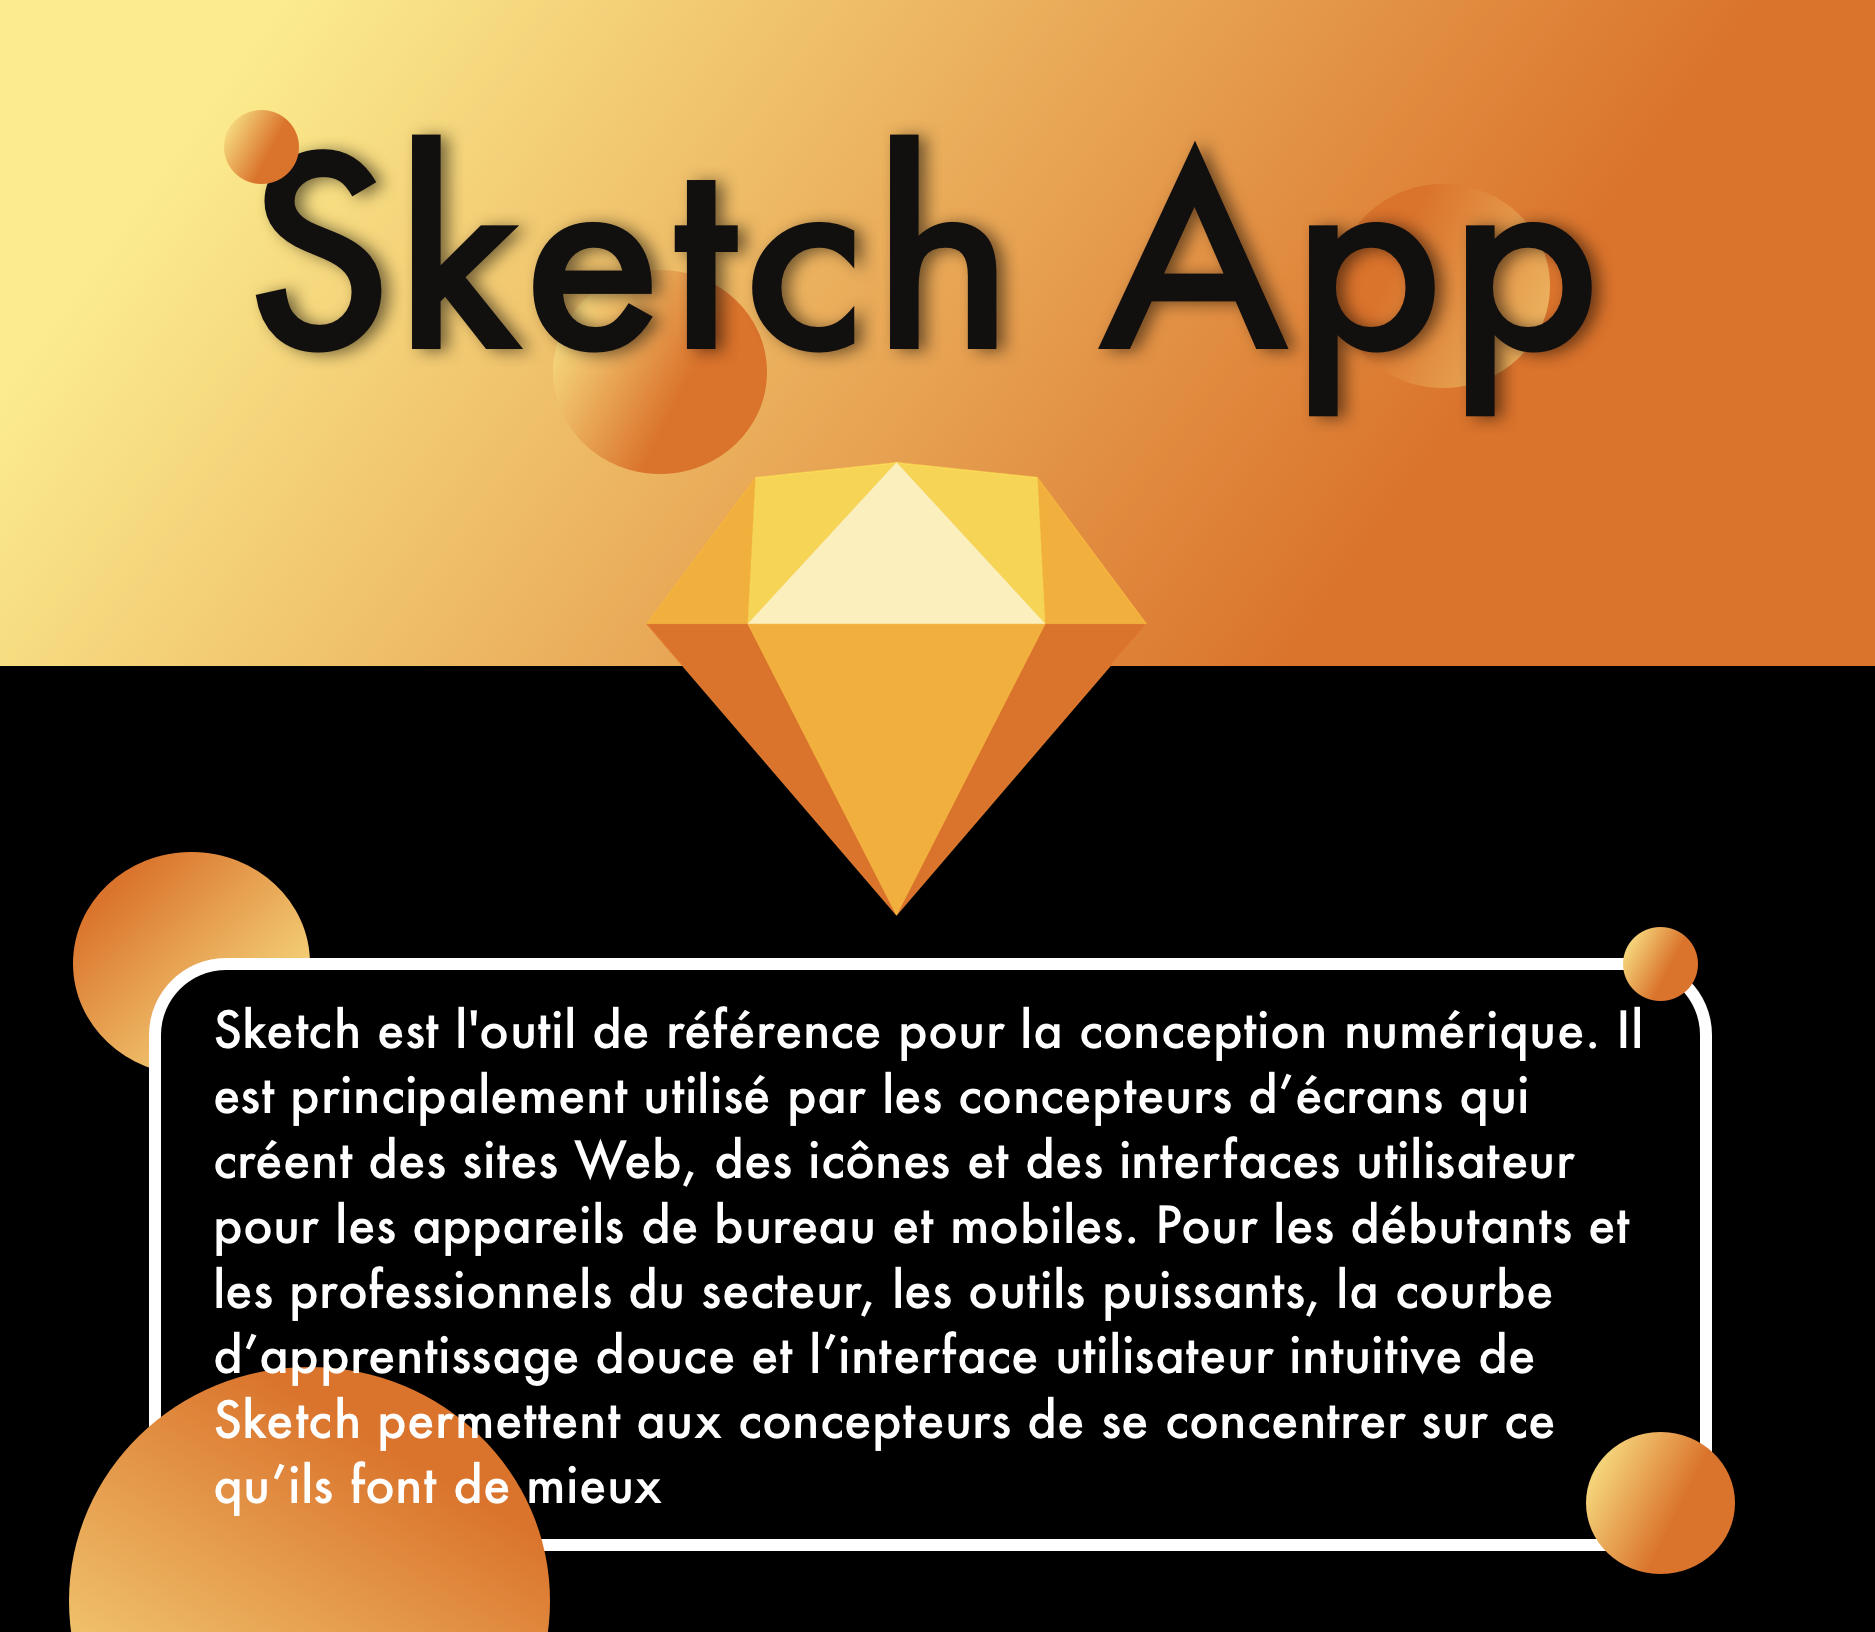 Sketch App
Sketch est l'outil de référence pour la conception numérique. Il
est principalement utilisé par les concepteurs d’écrans qui
créent des sites Web, des icônes et des interfaces utilisateur
pour les appareils de bureau et mobiles. Pour les débutants et
les professionnels du secteur, les outils puissants, la courbe
d’apprentissage douce et l’interface utilisateur intuitive de
Sketch permettent aux concepteurs de se concentrer sur ce
qu’ils font de mieux